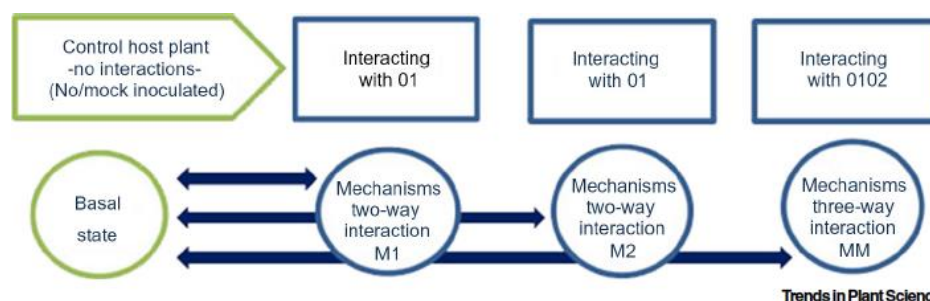 Control host plant
-no interactions-
(No/mock inoculated)
Interacting
with 01
Interacting
with 01
Interacting
with 0102
Basal
state
Mechanisms
two-way
interaction
M1
Mechanisms
two-way
interaction
M2
Mechanisms
three-way
interaction
MM
Trends in Plant Scienc